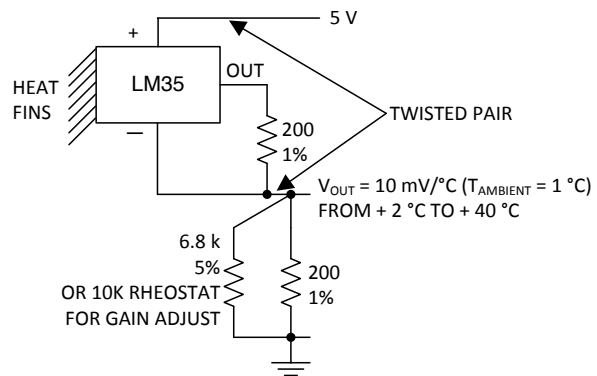 5 V
+
LM35
OUT
HEAT
FINS
—
200
1%
TWISTED PAIR
V_OUT = 10 mV/°C (T_AMBIENT = 1 °C)
FROM + 2 °C TO + 40 °C
6.8 k
5%
OR 10K RHEOSTAT
FOR GAIN ADJUST
200
1%